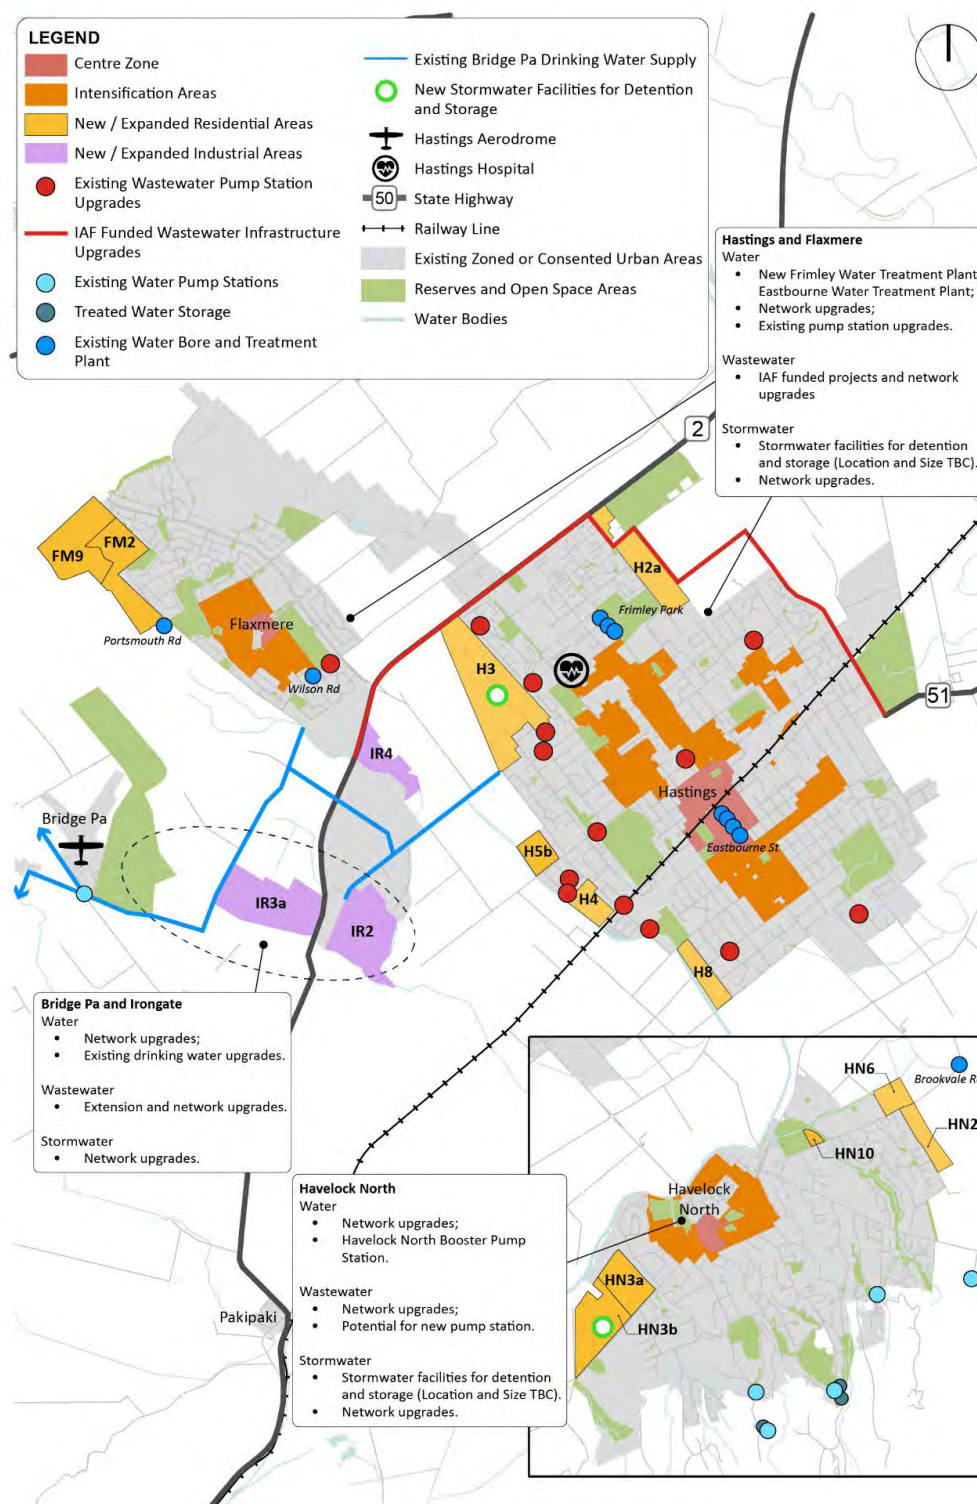 LEGEND
Centre Zone
Intensification Areas
New / Expanded Residential Areas
New / Expanded Industrial Areas
Existing Wastewater Pump Station
Upgrades
IAF Funded Wastewater Infrastructure
Upgrades
Existing Water Pump Stations
Treated Water Storage
Existing Water Bore and Treatment
Plant
Existing Bridge Pa Drinking Water Supply
New Stormwater Facilities for Detention
and Storage
Hastings Aerodrome
Hastings Hospital
50 State Highway
Railway Line
Existing Zoned or Consented Urban Areas
Reserves and Open Space Areas
Water Bodies
Hastings and Flaxmere
Water
• New Frimley Water Treatment Plant
Eastbourne Water Treatment Plant;
• Network upgrades;
• Existing pump station upgrades.
Wastewater
• IAF funded projects and network
upgrades
Stormwater
• Stormwater facilities for detention
and storage (Location and Size TBC).
• Network upgrades.
2
FM9
FM2
Portsmouth Rd
Flaxmere
Wilson Rd
H2a
Frimley Park
H3
51
IR4
Hastings
Eastbourne St
Bridge Pa
H5b
H4
IR3a
IR2
H8
Bridge Pa and Irongate
Water
• Network upgrades;
• Existing drinking water upgrades.
Wastewater
• Extension and network upgrades.
Stormwater
• Network upgrades.
HN6
Brookvale R
HN2
HN10
Havelock
North
HN3a
HN3b
Havelock North
Water
• Network upgrades;
• Havelock North Booster Pump
Station.
Wastewater
• Network upgrades;
• Potential for new pump station.
Stormwater
• Stormwater facilities for detention
and storage (Location and Size TBC).
• Network upgrades.
Pakipaki